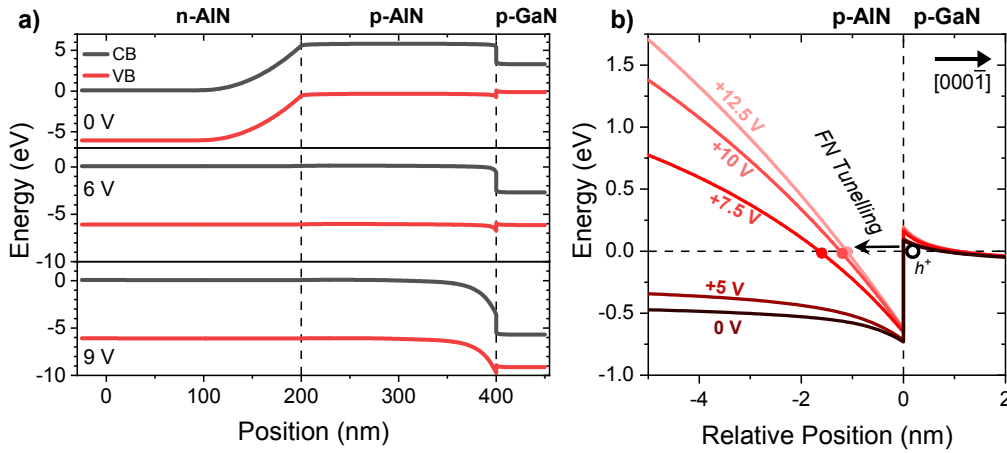 a)
n-AlN p-AlN p-GaN
Energy (eV)
5
0
-5
CB
VB
0 V
0
-5
-10
6 V
0
-5
-10
9 V
0 100 200 300 400
Position (nm)
b)
p-AlN p-GaN
[0001̄]
Energy (eV)
1.5
1.0
0.5
0.0
-0.5
-1.0
+12.5 V
+10 V
+7.5 V
FN Tunelling
h+
+5 V
0 V
-4 -2 0 2
Relative Position (nm)